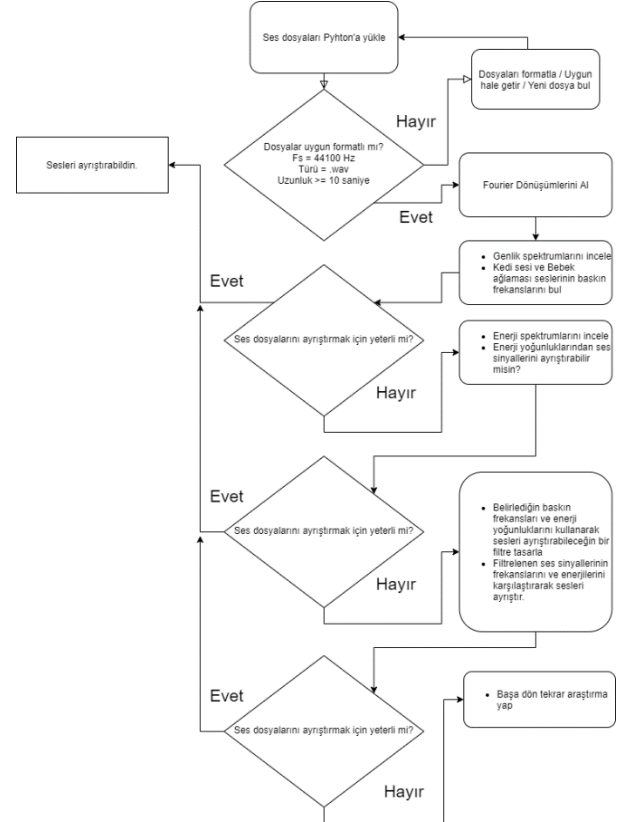 Ses dosyaları Pyhton'a yükle
Dosyaları formatla / Uygun
hale getir / Yeni dosya bul
Hayır
Dosyalar uygun formatlı mı?
Fs = 44100 Hz
Türü = .wav
Uzunluk >= 10 saniye
Sesleri ayrıştırabildin.
Evet
Fourier Dönüşümlerini Al
Genlik spektrumlarını incele
Kedi sesi ve Bebek
ağlaması seslerinin baskın
frekanslarını bul
Evet
Ses dosyalarını ayrıştırmak için yeterli mi?
Hayır
Enerji spektrumlarını incele
Enerji yoğunluklarından ses
sinyallerini ayrıştırabilir
misin?
Evet
Ses dosyalarını ayrıştırmak için yeterli mi?
Hayır
Belirlediğin baskın
frekansları ve enerji
yoğunluklarını kullanarak
sesleri ayrıştırabileceğin bir
filtre tasarla
Filtrelenen ses sinyallerinin
frekanslarını ve enerjilerini
karşılaştırarak sesleri
ayrıştır.
Evet
Ses dosyalarını ayrıştırmak için yeterli mi?
Hayır
Başa dön tekrar araştırma
yap